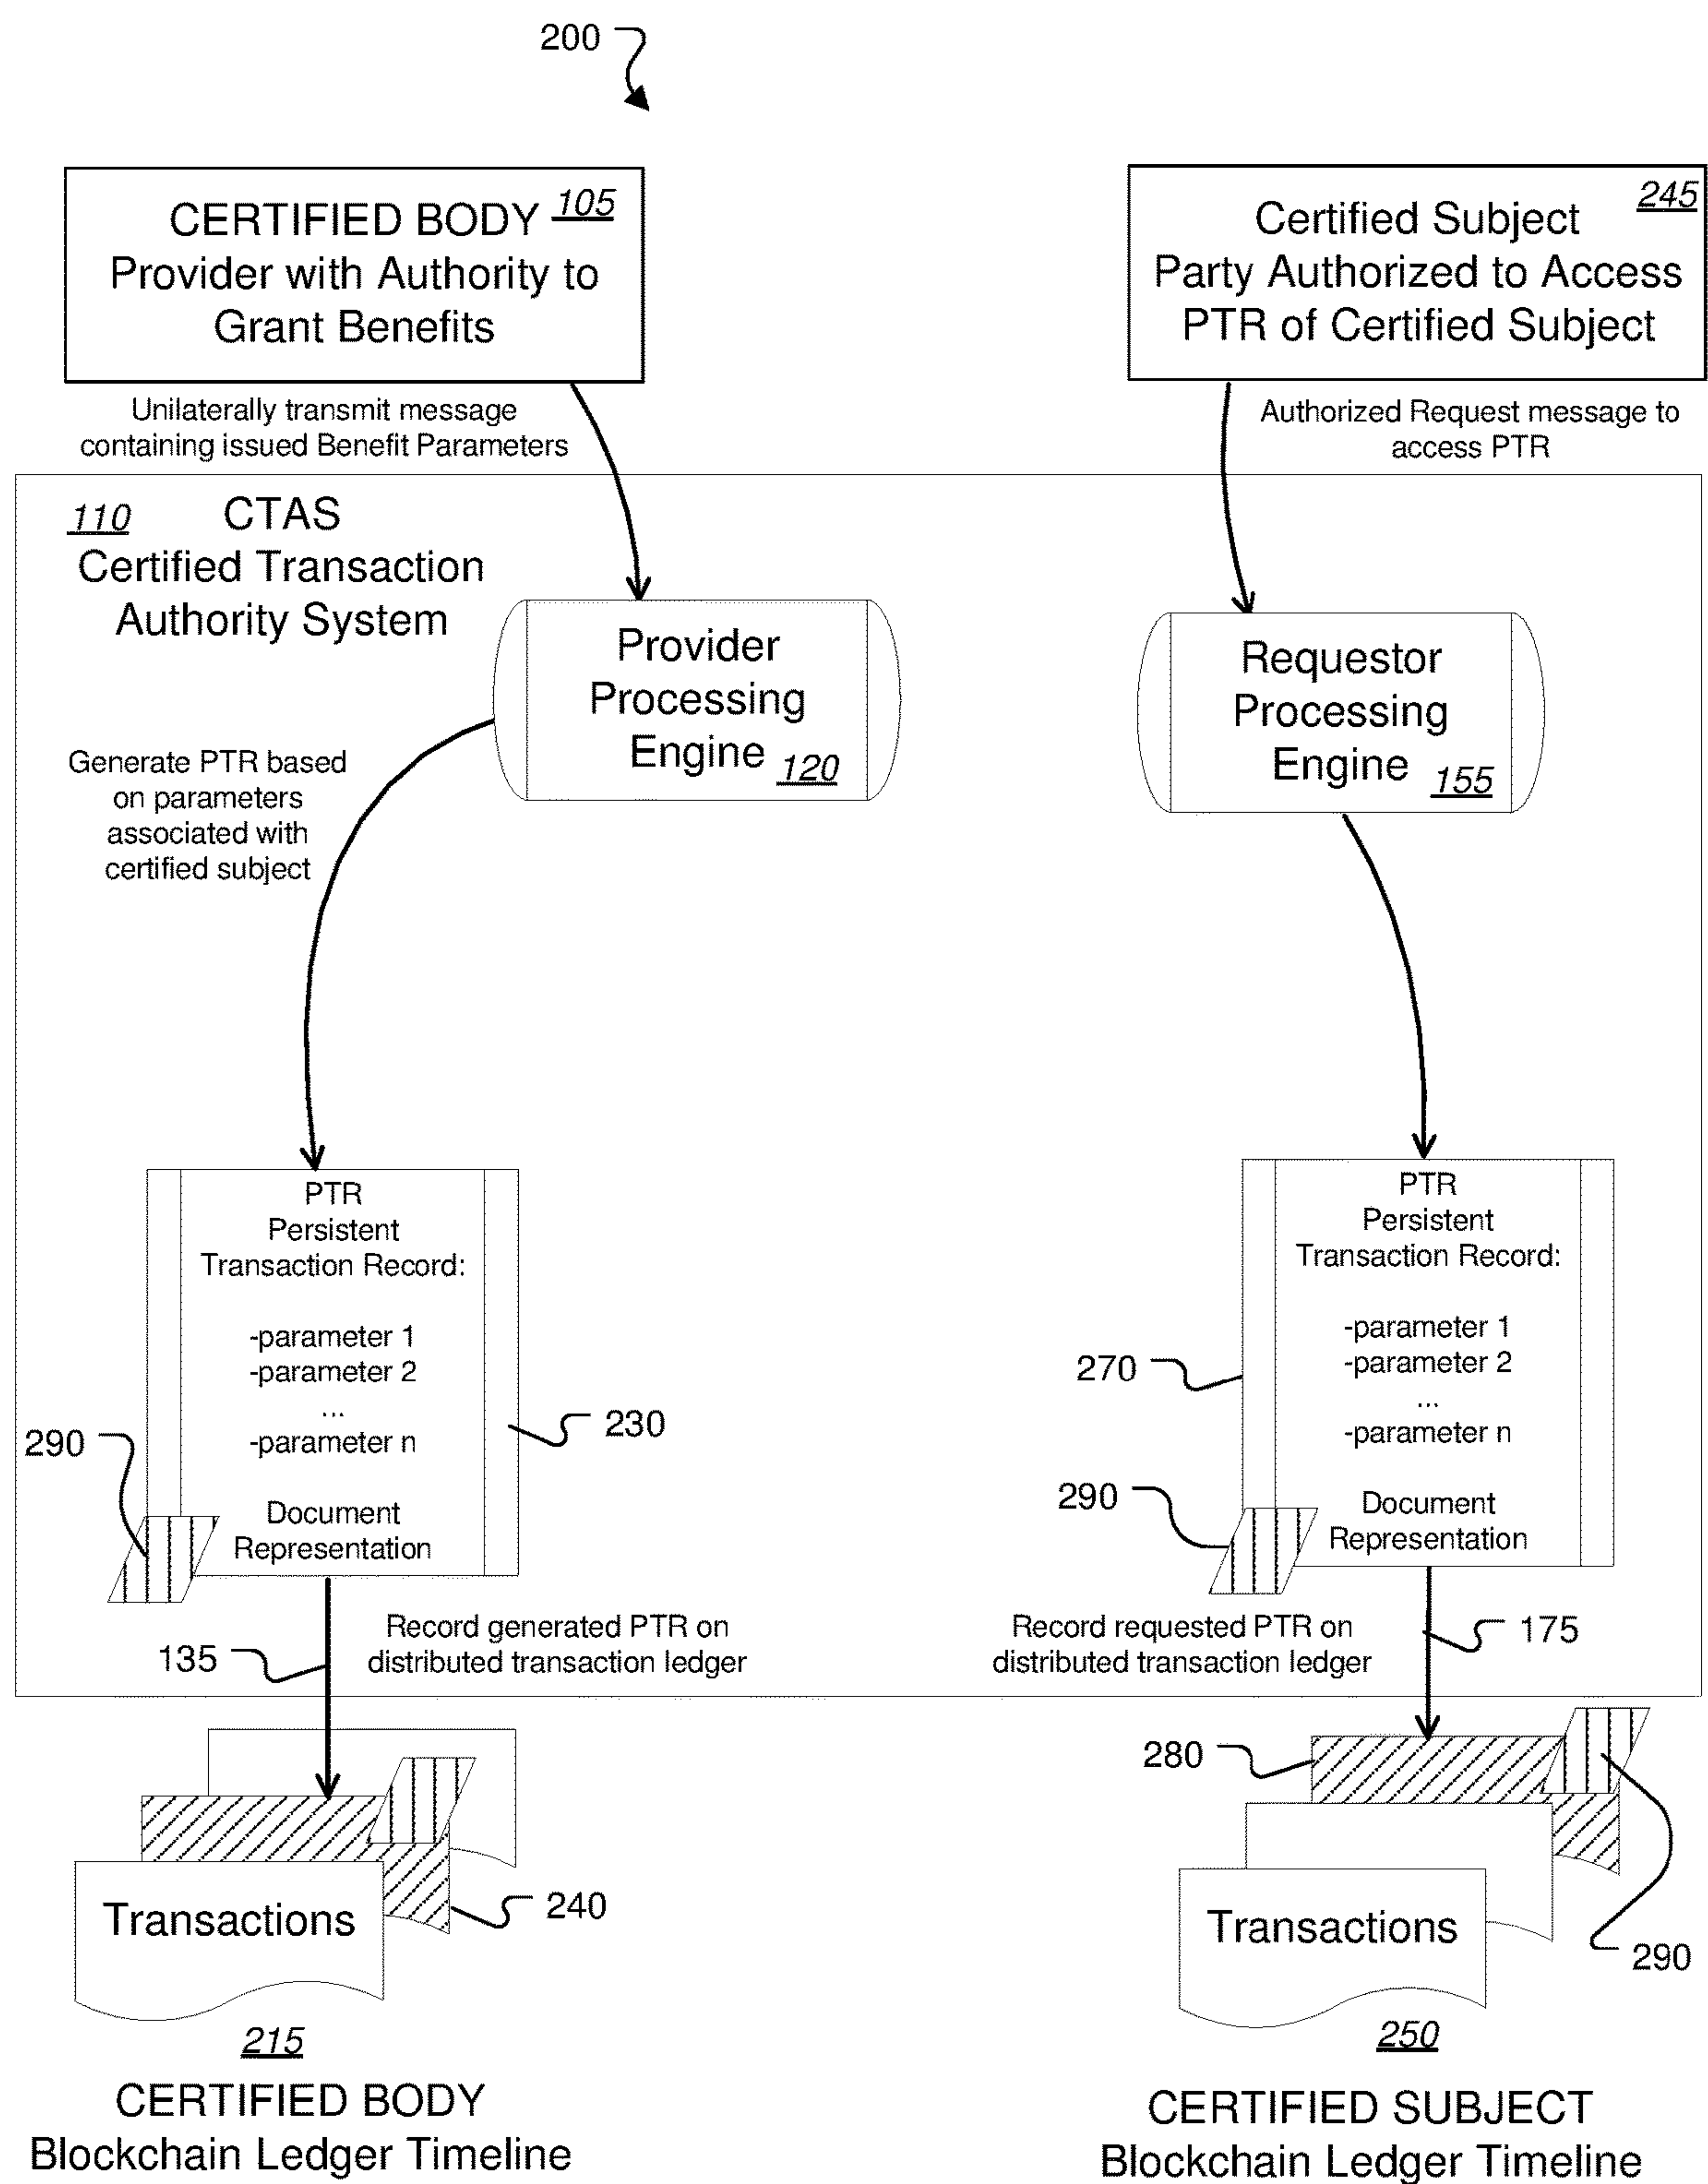 200
CERTIFIED BODY 105
Provider with Authority to
Grant Benefits
245
Certified Subject
Party Authorized to Access
PTR of Certified Subject
Unilaterally transmit message
containing issued Benefit Parameters
Authorized Request message to
access PTR
110 CTAS
Certified Transaction
Authority System
Provider
Processing
Engine 120
Requestor
Processing
Engine 155
Generate PTR based
on parameters
associated with
certified subject
PTR
Persistent
Transaction Record:
-parameter 1
-parameter 2
...
-parameter n
Document
Representation
290
230
PTR
Persistent
Transaction Record:
-parameter 1
-parameter 2
...
-parameter n
Document
Representation
270
290
135
Record generated PTR on
distributed transaction ledger
Record requested PTR on
distributed transaction ledger
175
280
240
290
Transactions
Transactions
215
CERTIFIED BODY
Blockchain Ledger Timeline
250
CERTIFIED SUBJECT
Blockchain Ledger Timeline